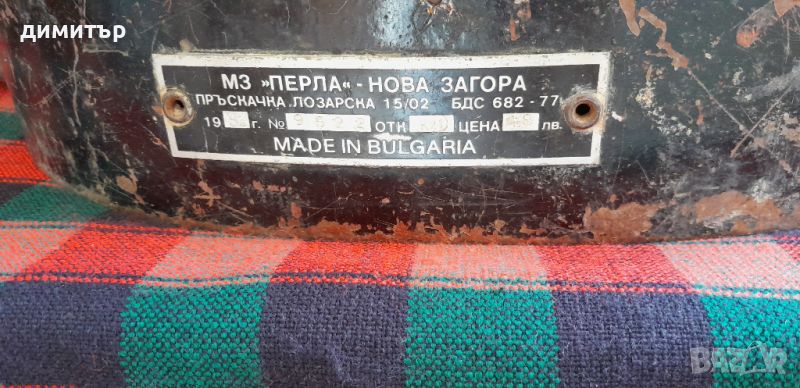 димитър
МЗ »ПЕРЛА« - НОВА ЗАГОРА
ПРЪСКАЧКА ЛОЗАРСКА 15/02 БДС 682-77
19 г. № ОТК ЦЕНА лв.
MADE IN BULGARIA
BAZAR